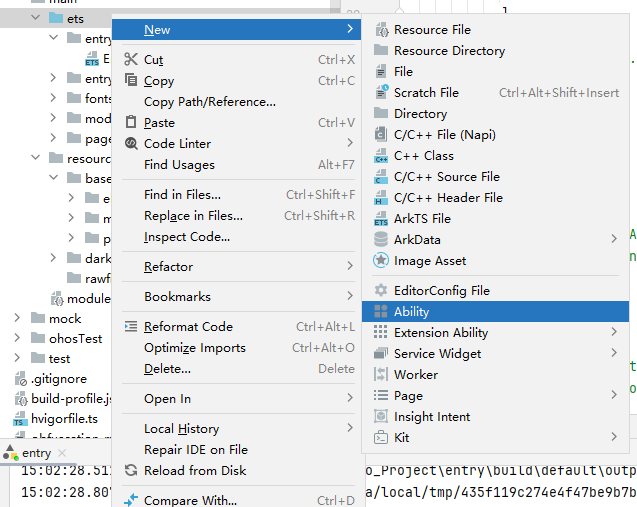 ets
entry
E
entry
fonts
mod
page
resource
base
e
m
p
dark
rawf
module
mock
ohosTest
test
.gitignore
build-profile.js
hvigorfile.ts
New
Cut Ctrl+X
Copy Ctrl+C
Copy Path/Reference...
Paste Ctrl+V
Code Linter
Find Usages Alt+F7
Find in Files... Ctrl+Shift+F
Replace in Files... Ctrl+Shift+R
Inspect Code...
Refactor
Bookmarks
Reformat Code Ctrl+Alt+L
Optimize Imports Ctrl+Alt+O
Delete... Delete
Open In
Local History
Repair IDE on File
Reload from Disk
Compare With... Ctrl+D
Resource File
Resource Directory
File
Scratch File Ctrl+Alt+Shift+Insert
Directory
C/C++ File (Napi)
C++ Class
C/C++ Source File
C/C++ Header File
ArkTS File
ArkData
Image Asset
EditorConfig File
Ability
Extension Ability
Service Widget
Worker
Page
Insight Intent
Kit
entry
15:02:28.51 o_Project\entry\build\default\outp
15:02:28.807 a/local/tmp/435f119c274e4f47be9b7b